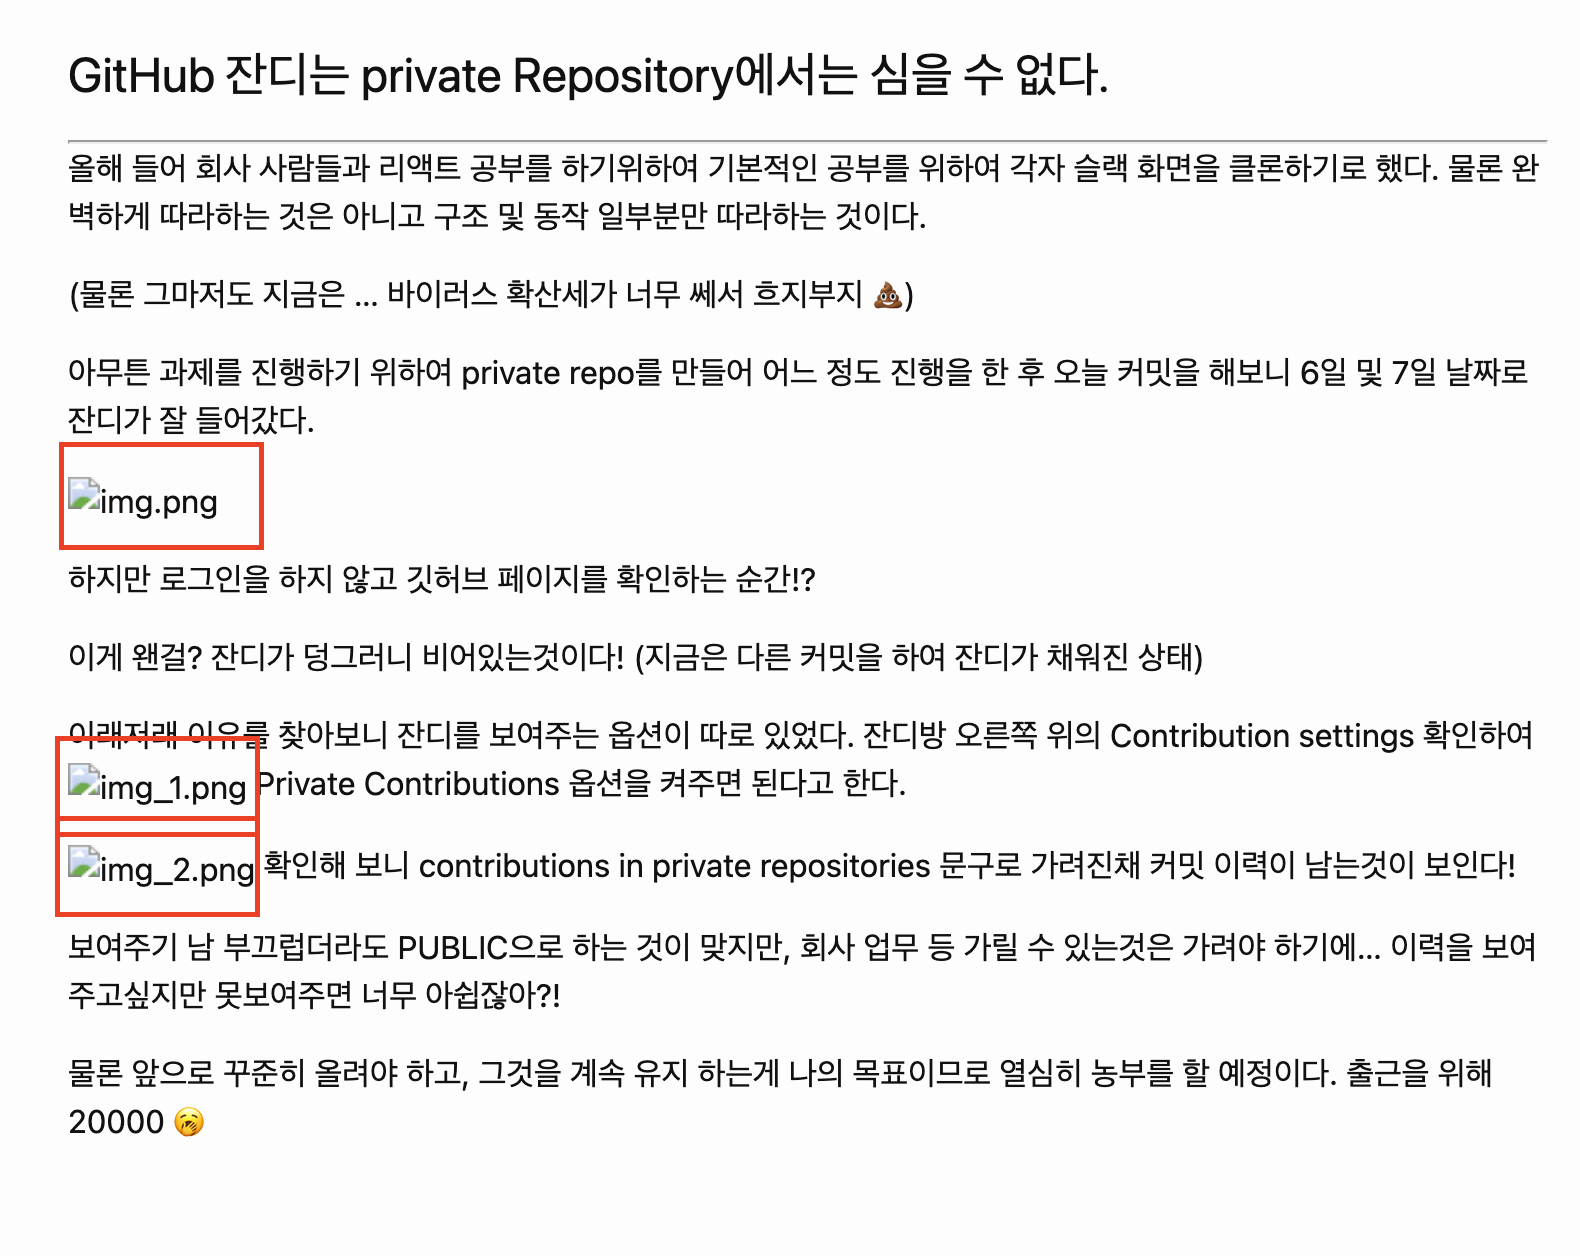 GitHub 잔디는 private Repository에서는 심을 수 없다.
올해 들어 회사 사람들과 리액트 공부를 하기위하여 기본적인 공부를 위하여 각자 슬랙 화면을 클론하기로 했다. 물론 완
벽하게 따라하는 것은 아니고 구조 및 동작 일부분만 따라하는 것이다.
(물론 그마저도 지금은 ... 바이러스 확산세가 너무 쎄서 흐지부지 💩)
아무튼 과제를 진행하기 위하여 private repo를 만들어 어느 정도 진행을 한 후 오늘 커밋을 해보니 6일 및 7일 날짜로
잔디가 잘 들어갔다.
img.png
하지만 로그인을 하지 않고 깃허브 페이지를 확인하는 순간!?
이게 왠걸? 잔디가 덩그러니 비어있는것이다! (지금은 다른 커밋을 하여 잔디가 채워진 상태)
이래저래 이유를 찾아보니 잔디를 보여주는 옵션이 따로 있었다. 잔디방 오른쪽 위의 Contribution settings 확인하여
img_1.png Private Contributions 옵션을 켜주면 된다고 한다.
img_2.png 확인해 보니 contributions in private repositories 문구로 가려진채 커밋 이력이 남는것이 보인다!
보여주기 남 부끄럽더라도 PUBLIC으로 하는 것이 맞지만, 회사 업무 등 가릴 수 있는것은 가려야 하기에... 이력을 보여
주고싶지만 못보여주면 너무 아쉽잖아?!
물론 앞으로 꾸준히 올려야 하고, 그것을 계속 유지 하는게 나의 목표이므로 열심히 농부를 할 예정이다. 출근을 위해
20000 🥱